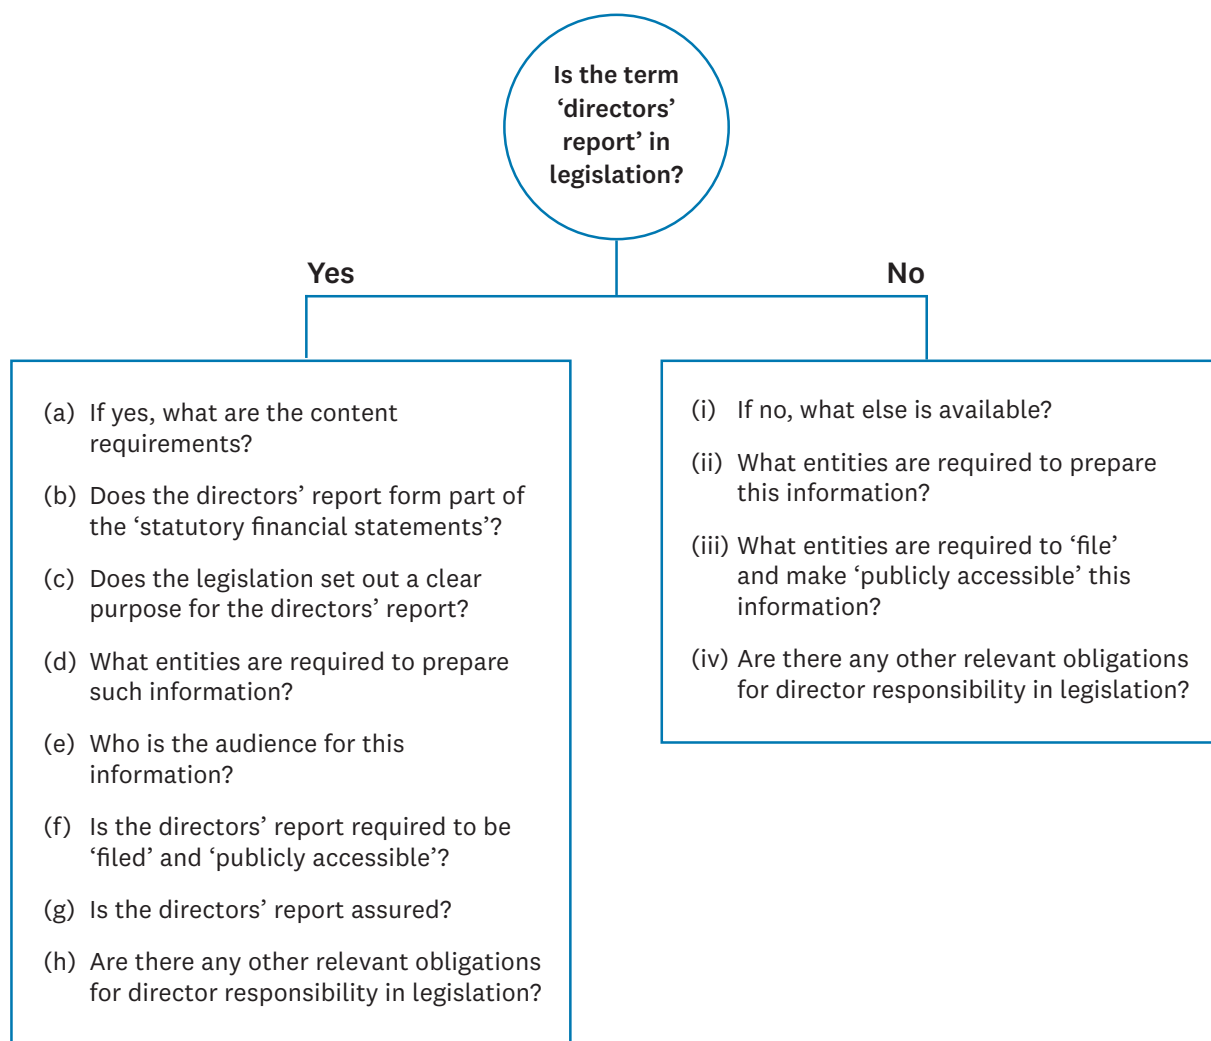 Is the term
‘directors’
report’ in
legislation?
Yes
No
(a) If yes, what are the content
requirements?
(b) Does the directors’ report form part of
the ‘statutory financial statements’?
(c) Does the legislation set out a clear
purpose for the directors’ report?
(d) What entities are required to prepare
such information?
(e) Who is the audience for this
information?
(f) Is the directors’ report required to be
‘filed’ and ‘publicly accessible’?
(g) Is the directors’ report assured?
(h) Are there any other relevant obligations
for director responsibility in legislation?
(i) If no, what else is available?
(ii) What entities are required to prepare
this information?
(iii) What entities are required to ‘file’
and make ‘publicly accessible’ this
information?
(iv) Are there any other relevant obligations
for director responsibility in legislation?